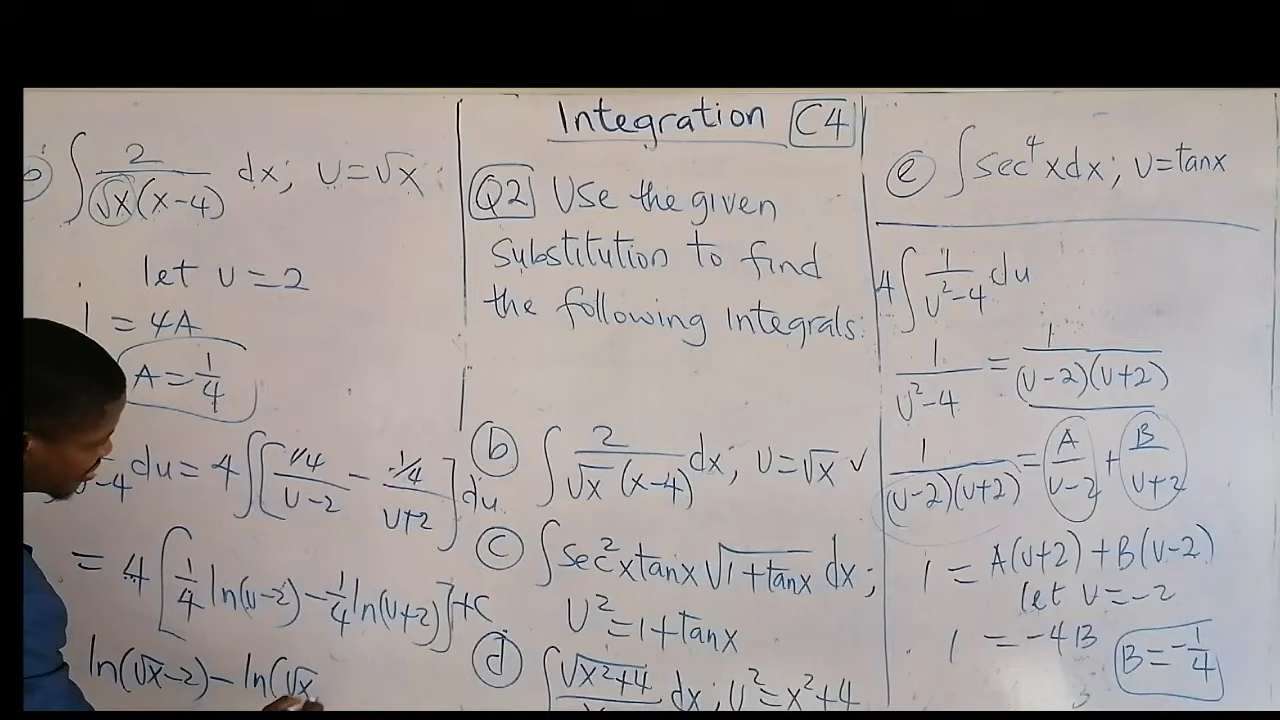 Integration C4
b ∫ 2/(√x(x-4)) dx; u=√x
let u=2
1 = 4A
A = 1/4
-4 du = 4∫[(1/4)/(u-2) - (1/4)/(u+2)] du
= 4[1/4 ln(u-2) - 1/4 ln(u+2)] + c
ln(√x-2) - ln(√x
Q2 Use the given
substitution to find
the following integrals:
b ∫ 2/(√x(x-4)) dx; u=√x ✓
c ∫ sec²x tanx √(1+tanx) dx;
u² = 1+tanx
d ∫ √(x²+4)/ dx; u²=x²+4
e ∫ sec⁴x dx; u=tanx
4∫ 1/(u²-4) du
1/(u²-4) = 1/((u-2)(u+2))
1/((u-2)(u+2)) = A/(u-2) + B/(u+2)
1 = A(u+2) + B(u-2)
let u=-2
1 = -4B B = -1/4